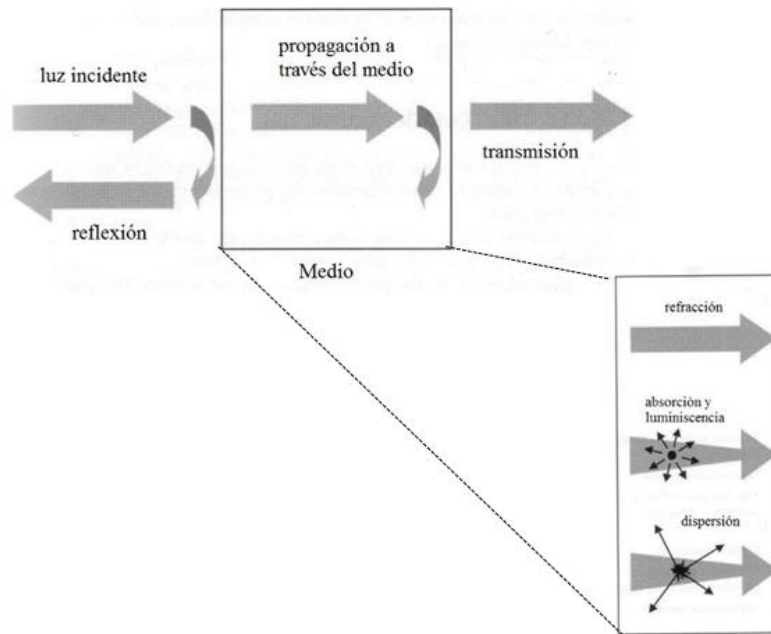 luz incidente
propagación a
través del medio
transmisión
reflexión
Medio
refracción
absorción y
luminiscencia
dispersión